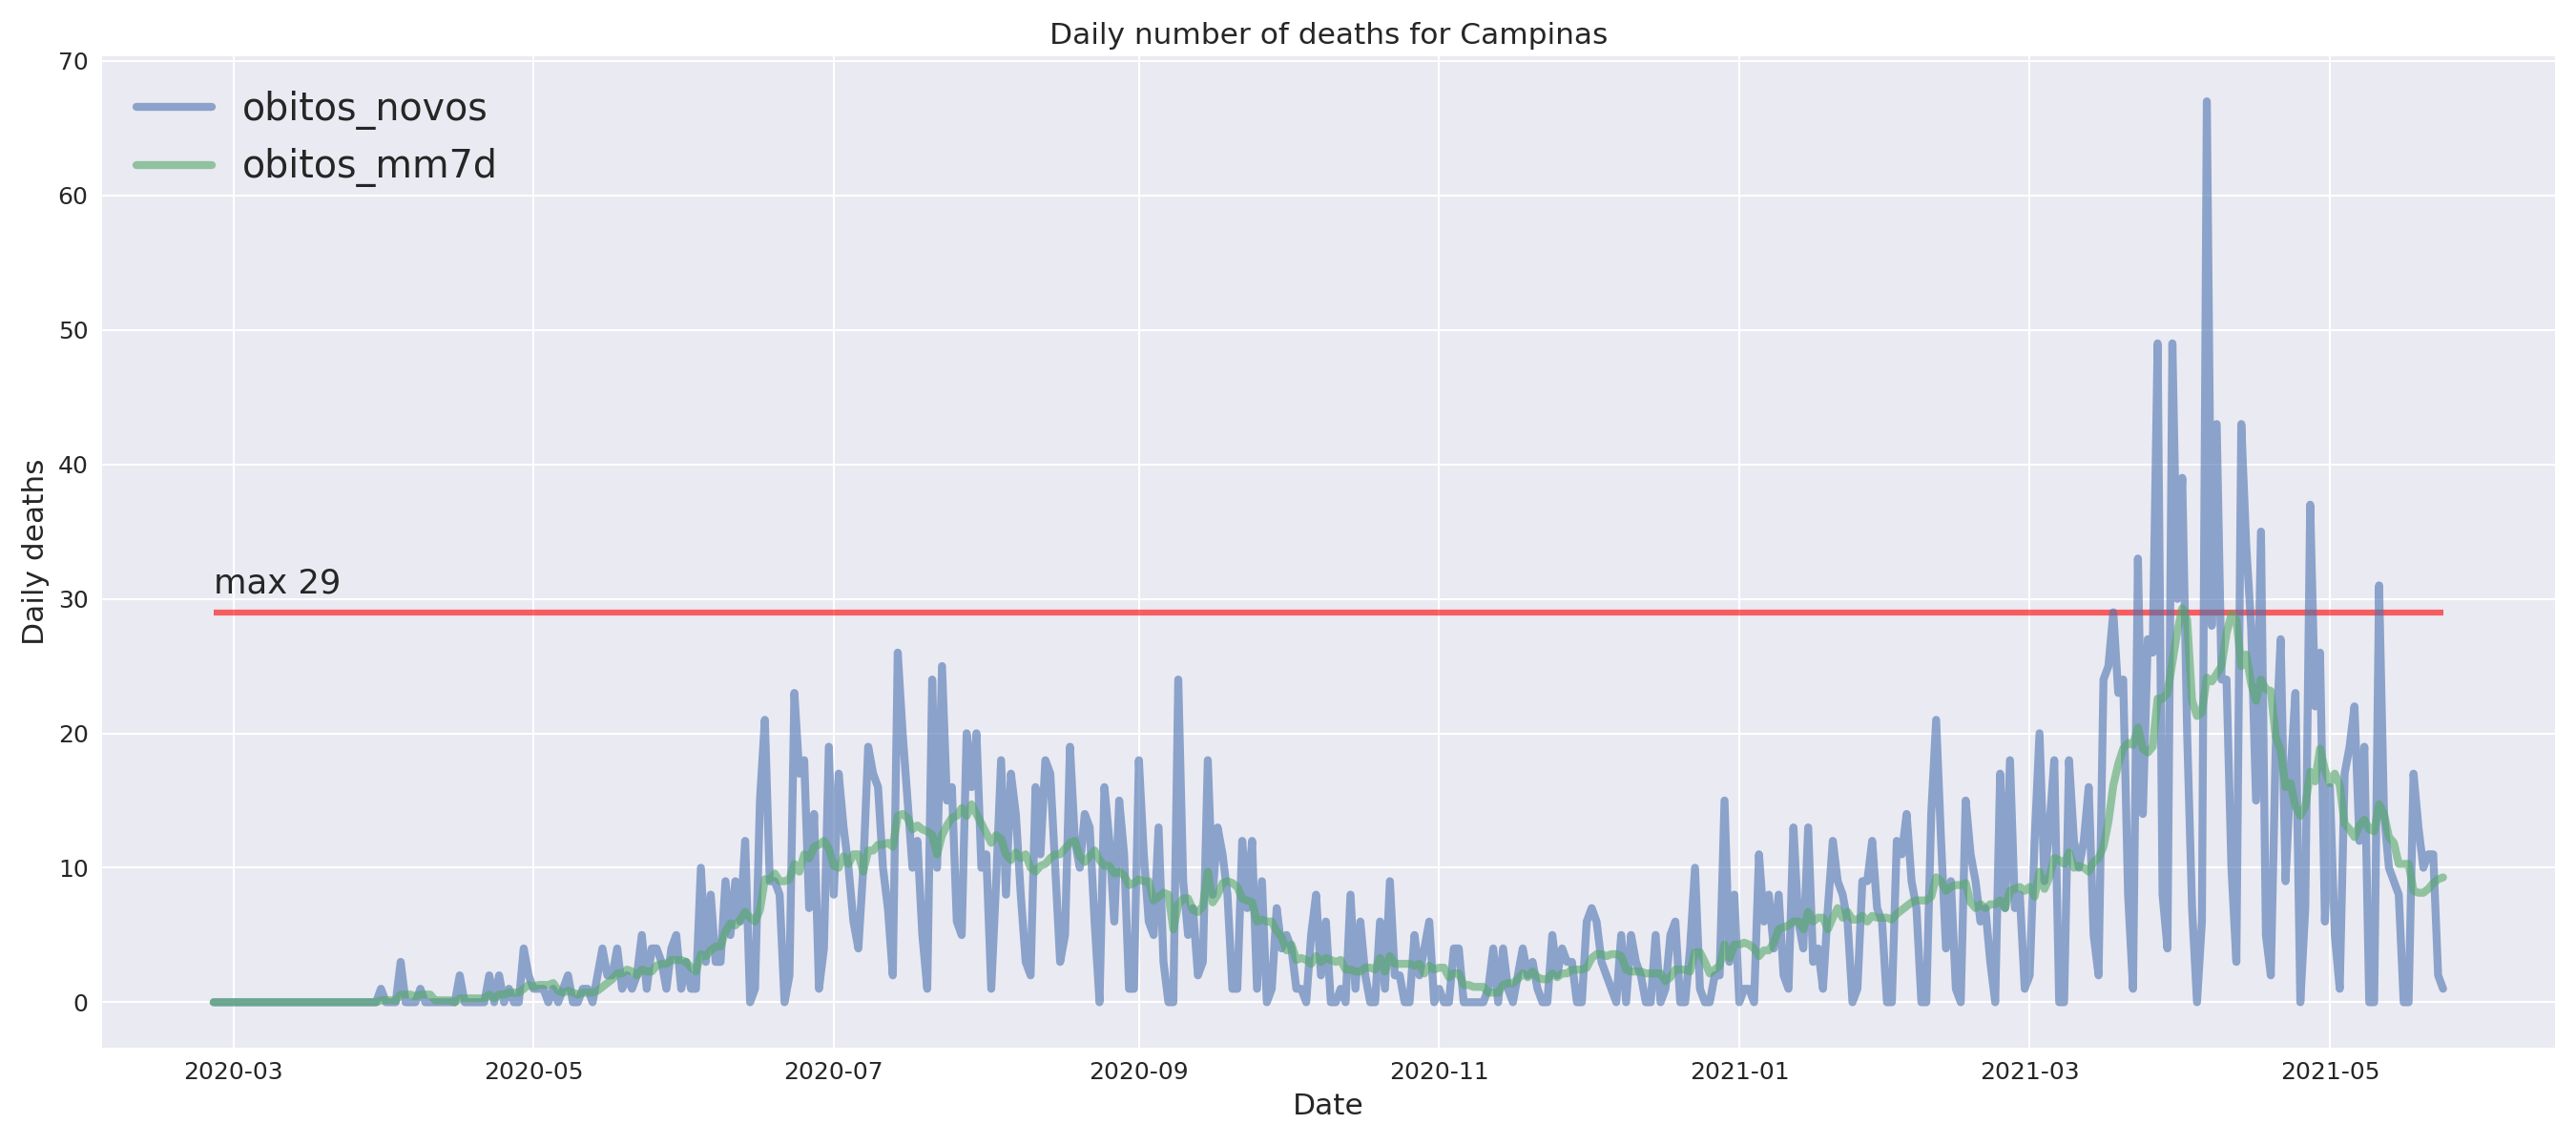 Daily number of deaths for Campinas
obitos_novos
obitos_mm7d
max 29
Daily deaths
70
60
50
40
30
20
10
0
2020-03
2020-05
2020-07
2020-09
2020-11
2021-01
2021-03
2021-05
Date